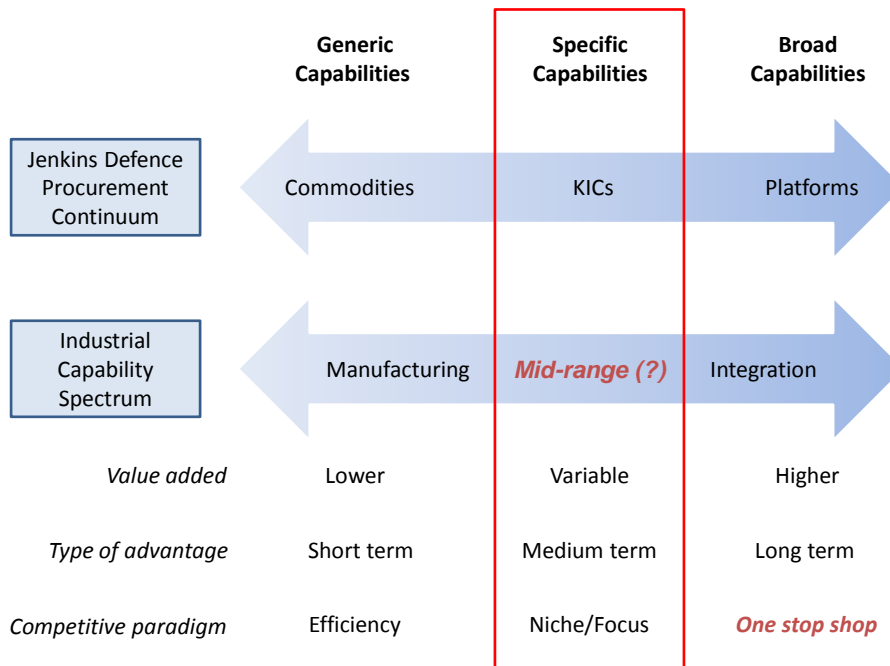 Generic Specific Broad
Capabilities Capabilities Capabilities
Jenkins Defence
Procurement
Continuum
Commodities KICs Platforms
Industrial
Capability
Spectrum
Manufacturing Mid-range (?) Integration
Value added Lower Variable Higher
Type of advantage Short term Medium term Long term
Competitive paradigm Efficiency Niche/Focus One stop shop